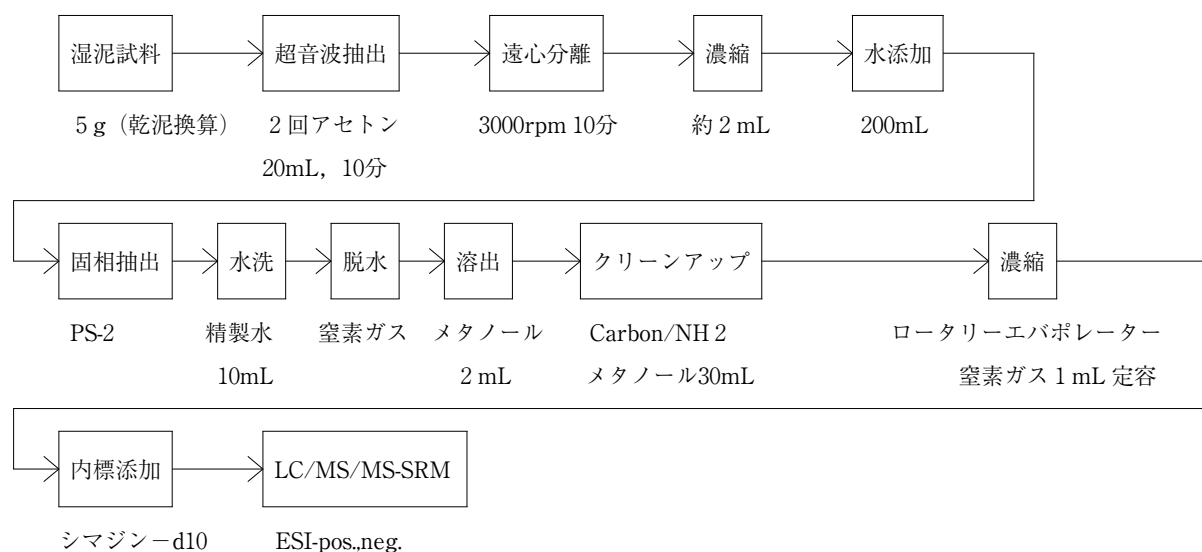 湿泥試料 超音波抽出 遠心分離 濃縮 水添加
5 g（乾泥換算） 2 回アセトン 3000rpm 10分 約 2 mL 200mL
20mL，10分
固相抽出 水洗 脱水 溶出 クリーンアップ 濃縮
PS-2 精製水 窒素ガス メタノール Carbon/NH 2 ロータリーエバポレーター
10mL 2 mL メタノール30mL 窒素ガス 1 mL 定容
内標添加 LC/MS/MS-SRM
シマジン－d10 ESI-pos.,neg.